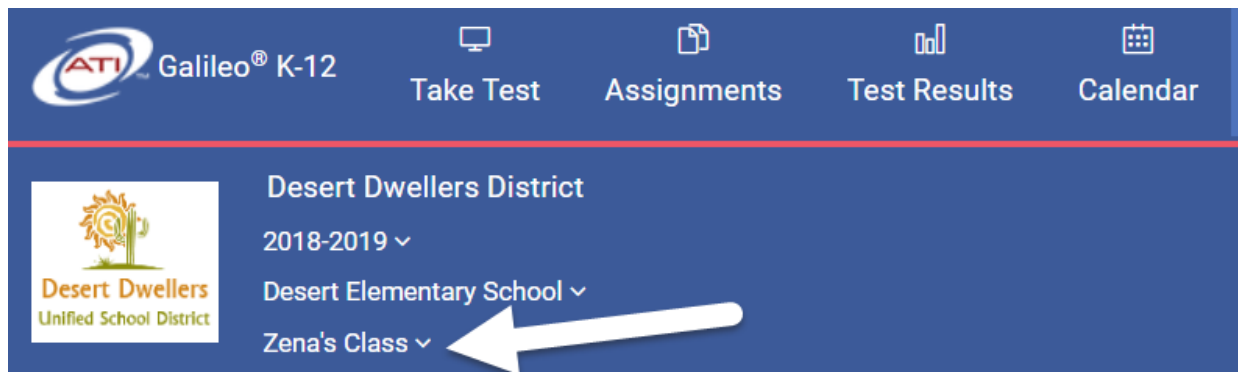 ATI Galileo® K-12
Take Test
Assignments
Test Results
Calendar
Desert Dwellers District
2018-2019
Desert Dwellers
Unified School District
Desert Elementary School
Zena's Class